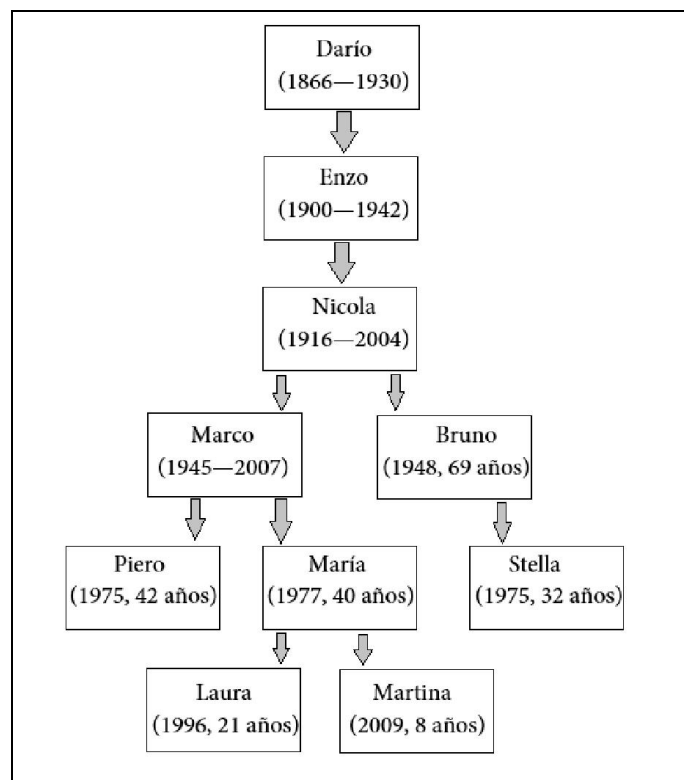 Darío
(1866—1930)
Enzo
(1900—1942)
Nicola
(1916—2004)
Marco
(1945—2007)
Bruno
(1948, 69 años)
Piero
(1975, 42 años)
María
(1977, 40 años)
Stella
(1975, 32 años)
Laura
(1996, 21 años)
Martina
(2009, 8 años)